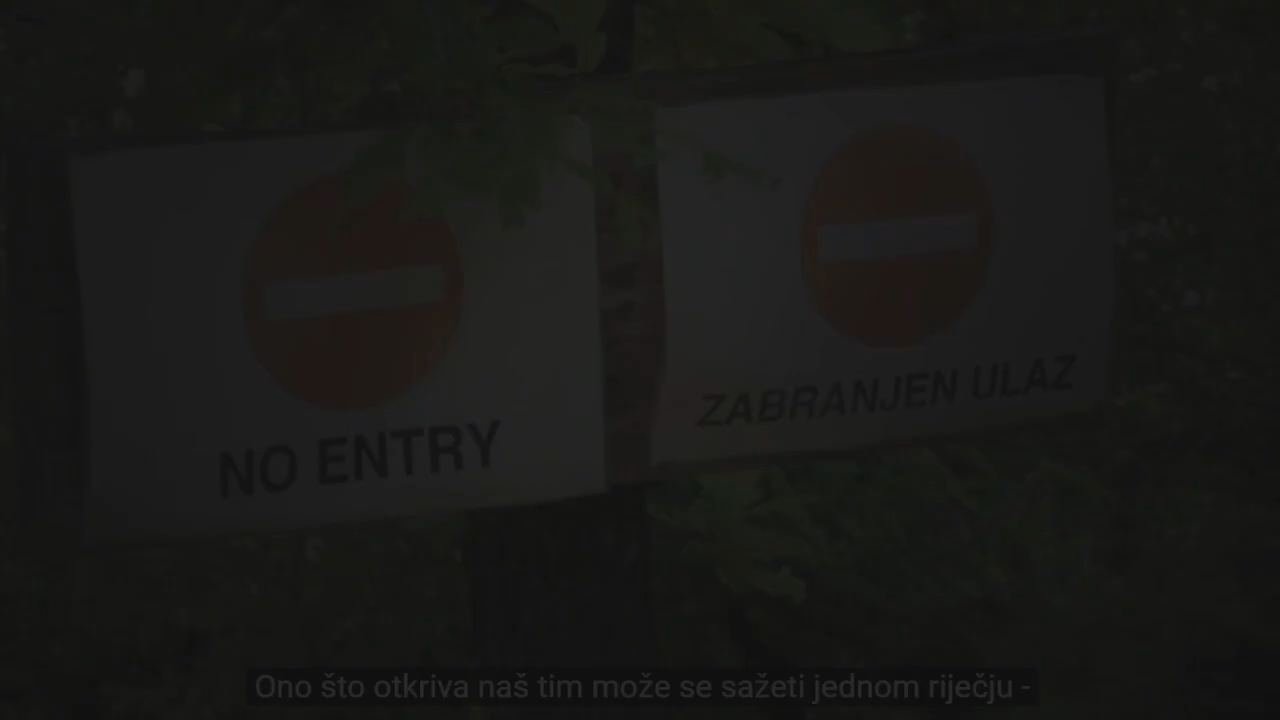 NO ENTRY
ZABRANJEN ULAZ
Ono što otkriva naš tim može se sažeti jednom riječju -